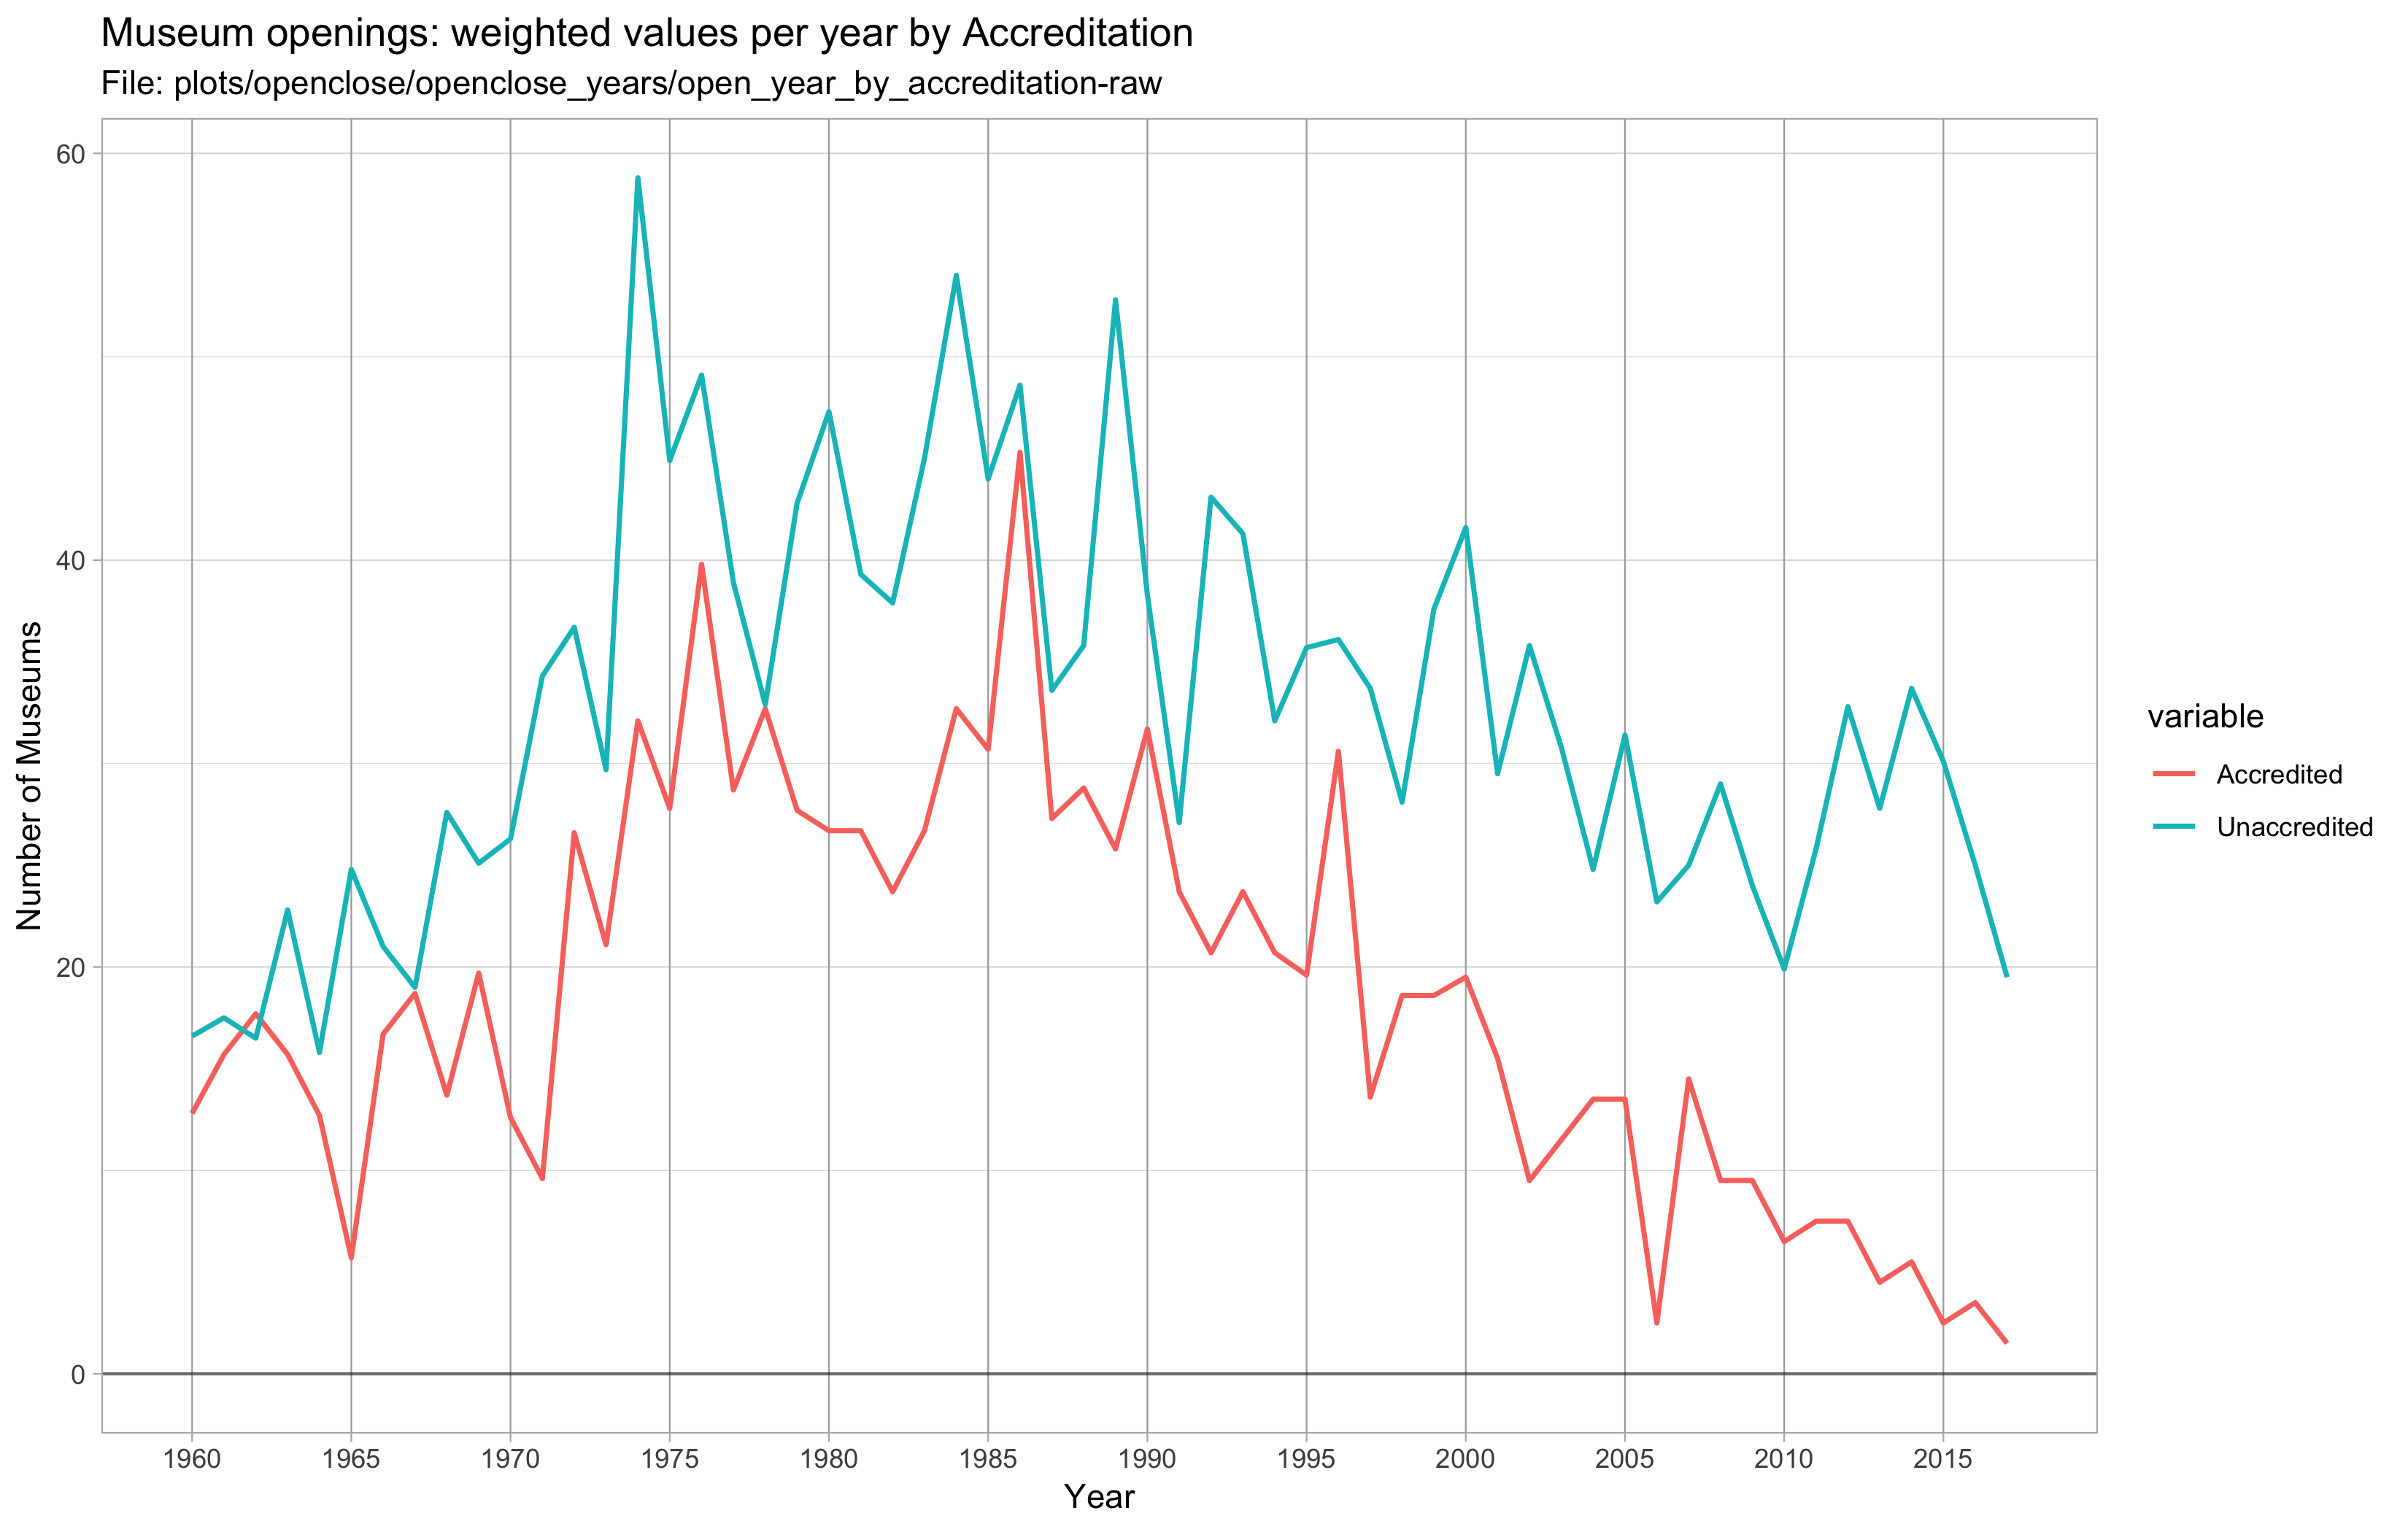 Museum openings: weighted values per year by Accreditation
File: plots/openclose/openclose_years/open_year_by_accreditation-raw
60
40
20
0
Number of Museums
1960 1965 1970 1975 1980 1985 1990 1995 2000 2005 2010 2015
Year
variable
Accredited
Unaccredited